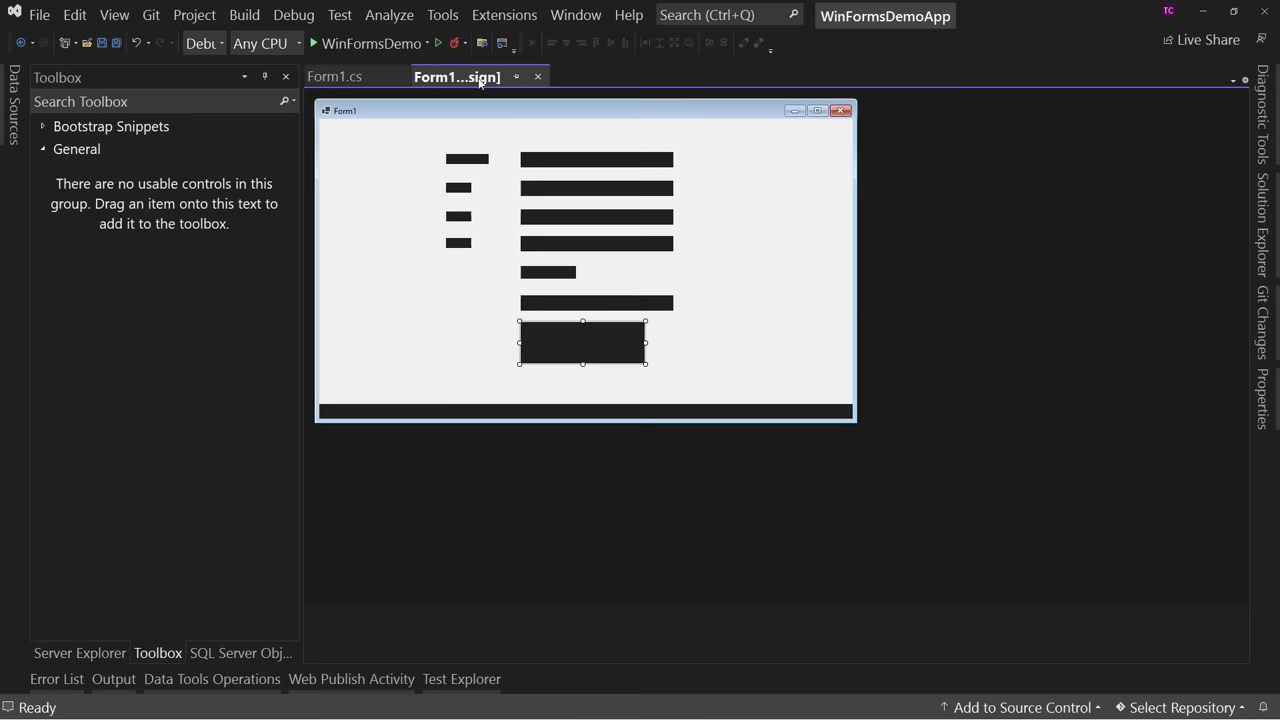 File Edit View Git Project Build Debug Test Analyze Tools Extensions Window Help Search (Ctrl+Q) WinFormsDemoApp TC
Debu Any CPU WinFormsDemo Live Share
Data Sources
Toolbox
Form1.cs Form1...sign]
Search Toolbox
Bootstrap Snippets
General
There are no usable controls in this
group. Drag an item onto this text to
add it to the toolbox.
Form1
Diagnostic Tools
Solution Explorer
Git Changes
Properties
Server Explorer Toolbox SQL Server Obj...
Error List Output Data Tools Operations Web Publish Activity Test Explorer
Ready Add to Source Control Select Repository